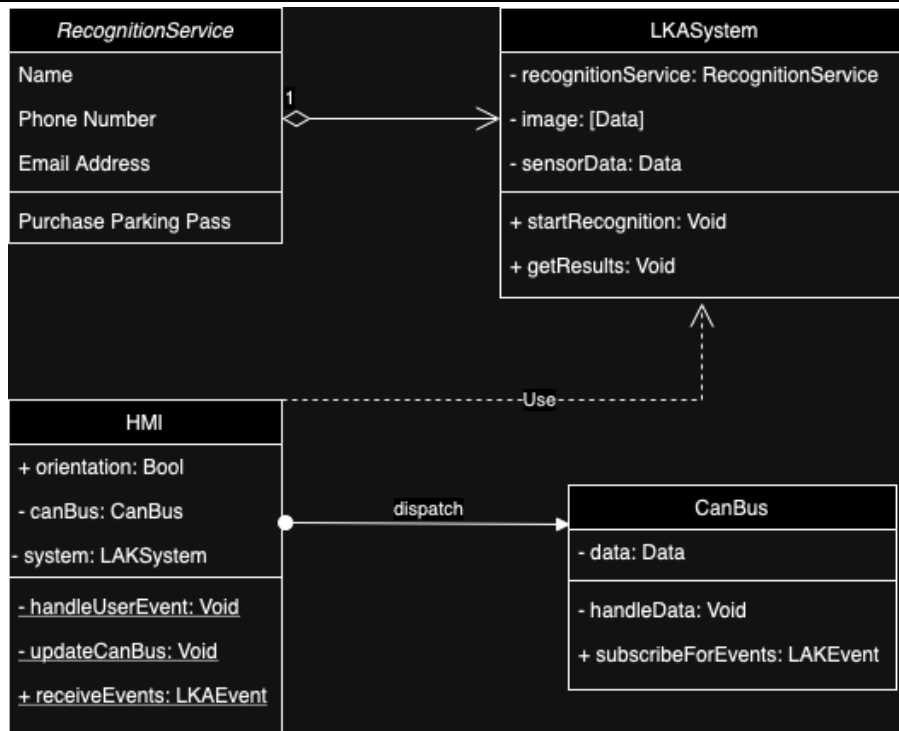 RecognitionService
Name
Phone Number
Email Address
Purchase Parking Pass
1
LKASystem
- recognitionService: RecognitionService
- image: [Data]
- sensorData: Data
+ startRecognition: Void
+ getResults: Void
Use
HMI
+ orientation: Bool
- canBus: CanBus
- system: LAKSystem
- handleUserEvent: Void
- updateCanBus: Void
+ receiveEvents: LKAEvent
dispatch
CanBus
- data: Data
- handleData: Void
+ subscribeForEvents: LAKEvent